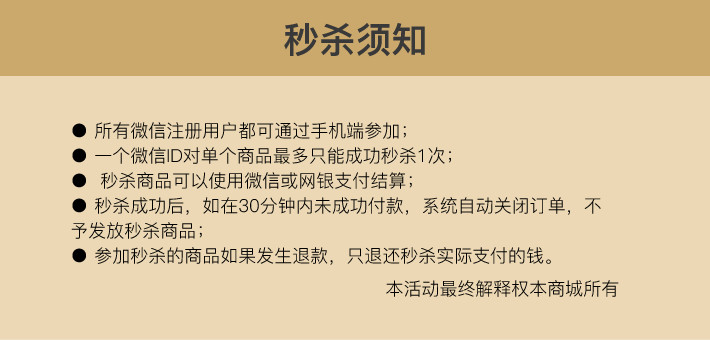 秒杀须知
● 所有微信注册用户都可通过手机端参加；
● 一个微信ID对单个商品最多只能成功秒杀1次；
● 秒杀商品可以使用微信或网银支付结算；
● 秒杀成功后，如在30分钟内未成功付款，系统自动关闭订单，不
予发放秒杀商品；
● 参加秒杀的商品如果发生退款，只退还秒杀实际支付的钱。
本活动最终解释权本商城所有